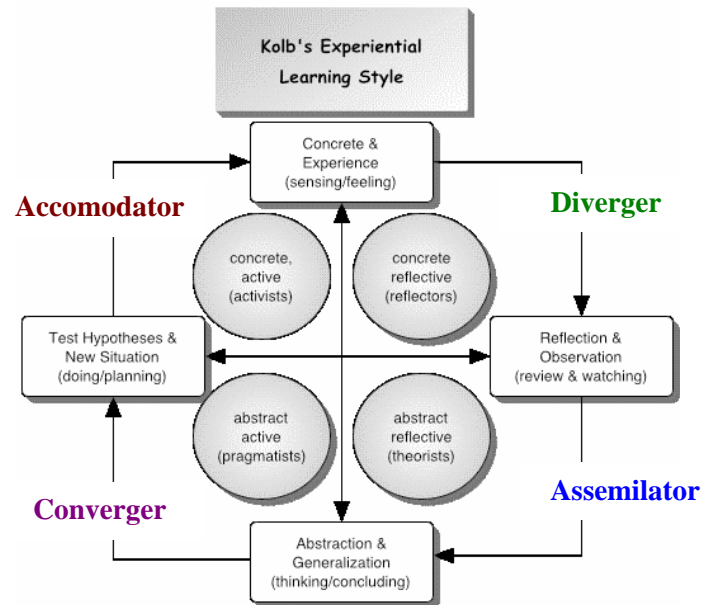 Kolb's Experiential
Learning Style
Concrete &
Experience
(sensing/feeling)
Accomodator
Diverger
concrete,
active
(activists)
concrete
reflective
(reflectors)
Test Hypotheses &
New Situation
(doing/planning)
Reflection &
Observation
(review & watching)
abstract
active
(pragmatists)
abstract
reflective
(theorists)
Converger
Assemilator
Abstraction &
Generalization
(thinking/concluding)